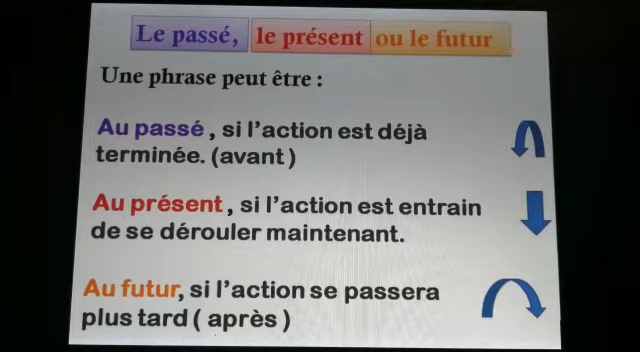 Le passé, le présent ou le futur
Une phrase peut être :
Au passé , si l'action est déjà
terminée. (avant)
Au présent , si l'action est entrain
de se dérouler maintenant.
Au futur, si l'action se passera
plus tard ( après )